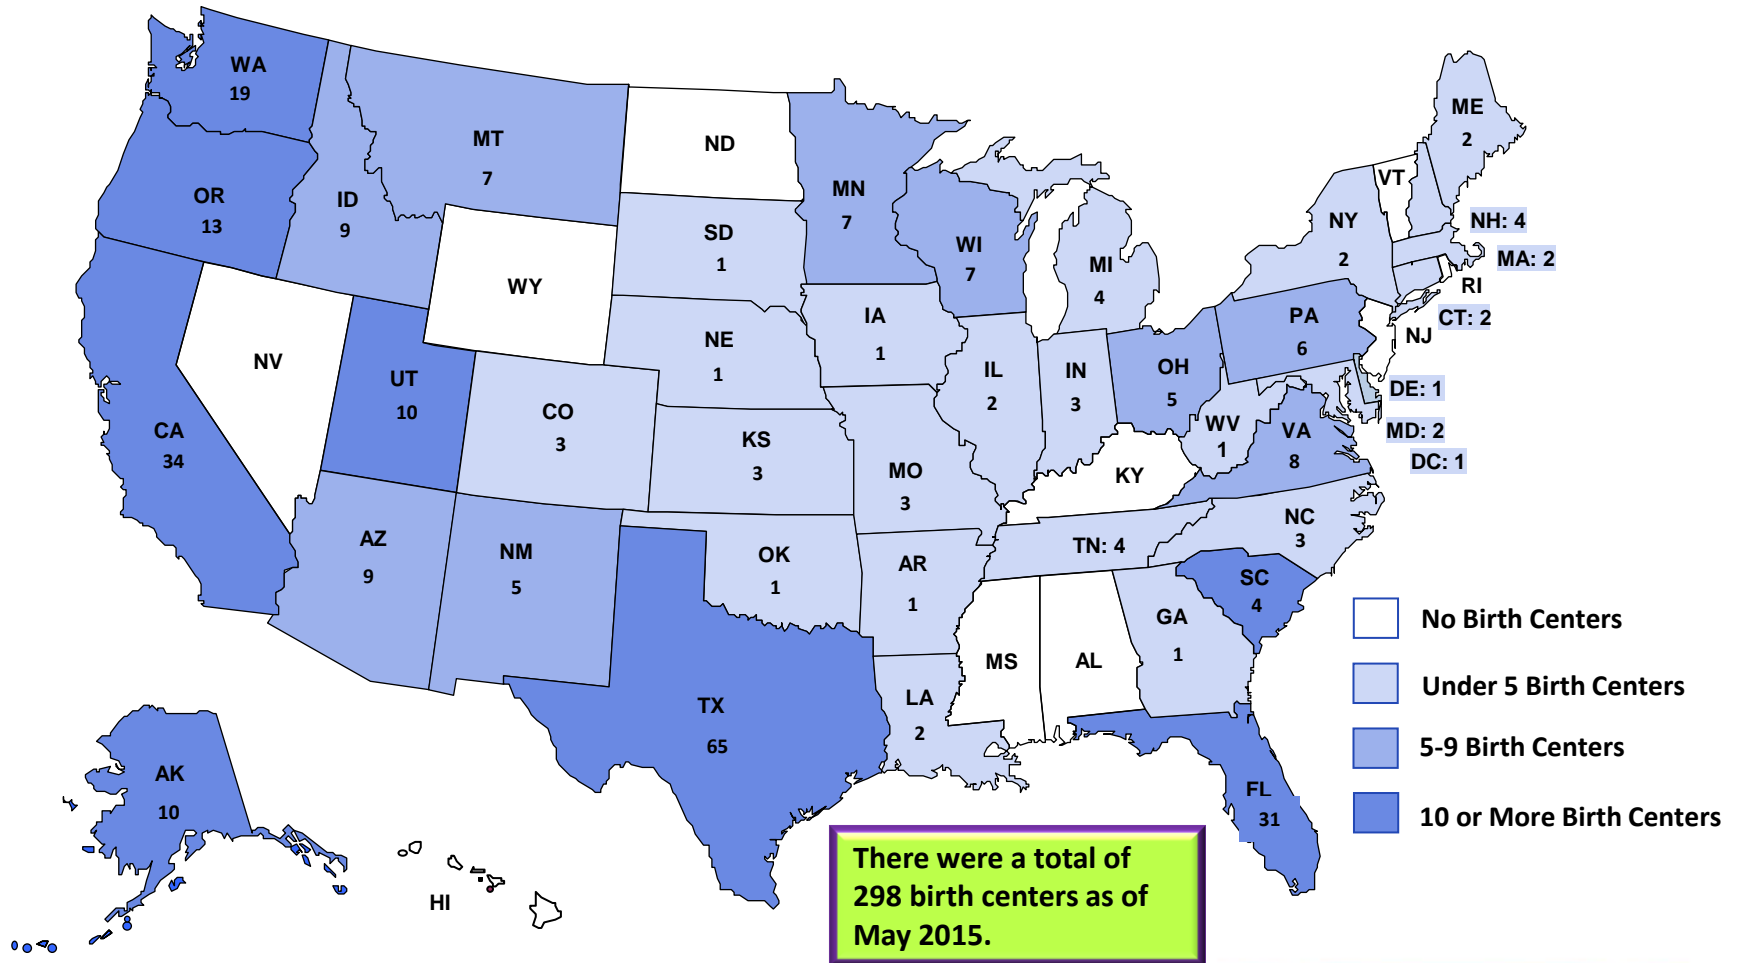 WA
19
ME
2
MT
7
ND
VT
OR
13
ID
9
MN
7
NY
2
NH: 4
SD
1
WI
7
MA: 2
MI
4
WY
RI
IA
1
PA
6
CT: 2
NJ
NE
1
NV
UT
10
IL
2
IN
3
OH
5
DE: 1
CO
3
WV
1
VA
8
MD: 2
CA
34
KS
3
MO
3
DC: 1
KY
NC
3
AZ
9
NM
5
OK
1
TN: 4
AR
1
SC
4
GA
1
No Birth Centers
MS
AL
Under 5 Birth Centers
TX
65
LA
2
5-9 Birth Centers
AK
10
FL
31
10 or More Birth Centers
HI
There were a total of
298 birth centers as of
May 2015.